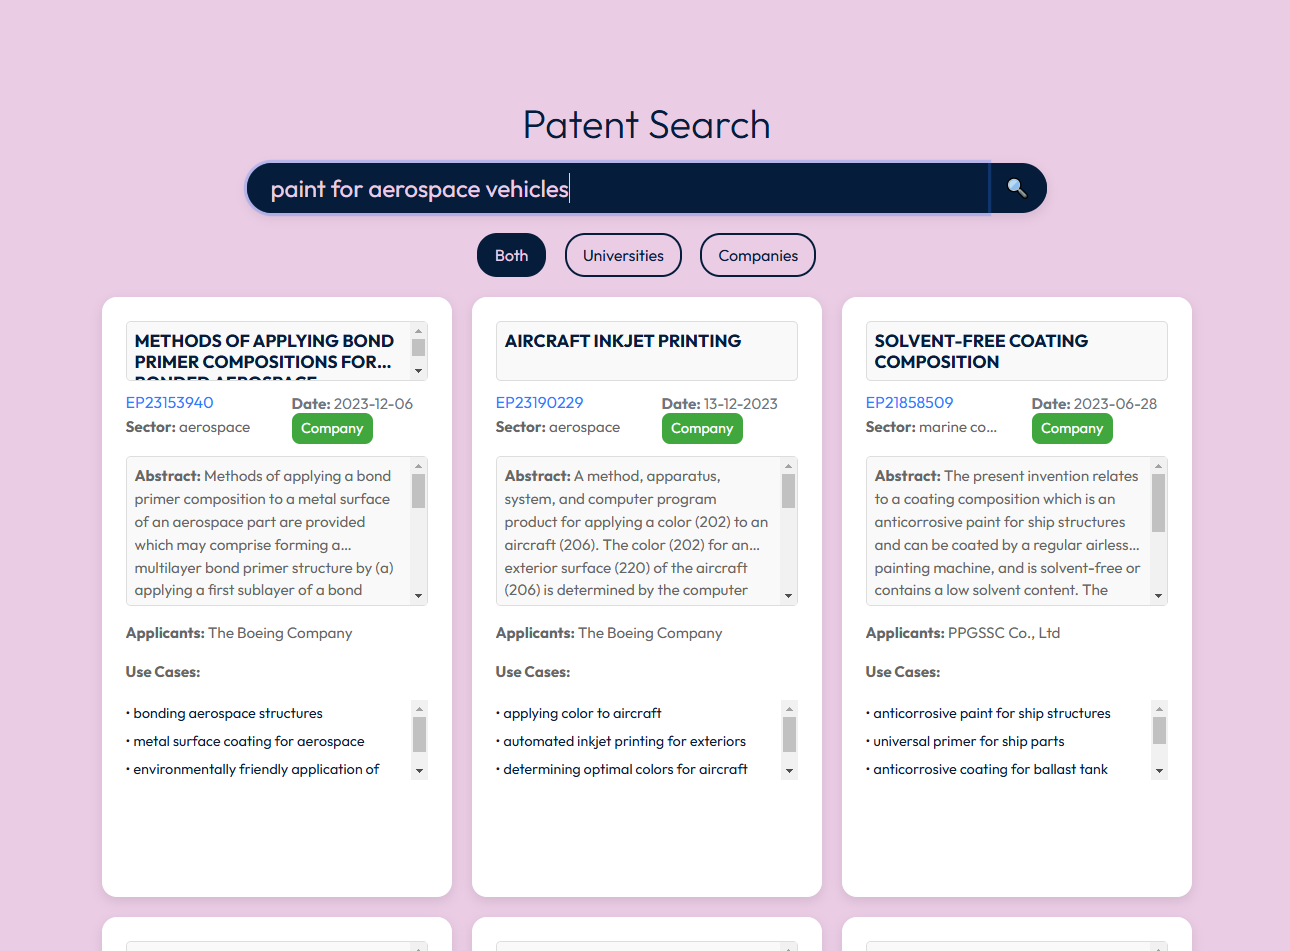 Patent Search
paint for aerospace vehicles
Both
Universities
Companies
METHODS OF APPLYING BOND
PRIMER COMPOSITIONS FOR...
BONDED AEROSPACE
EP23153940
Date: 2023-12-06
Sector: aerospace
Company
Abstract: Methods of applying a bond
primer composition to a metal surface
of an aerospace part are provided
which may comprise forming a...
multilayer bond primer structure by (a)
applying a first sublayer of a bond
Applicants: The Boeing Company
Use Cases:
• bonding aerospace structures
• metal surface coating for aerospace
• environmentally friendly application of
AIRCRAFT INKJET PRINTING
EP23190229
Date: 13-12-2023
Sector: aerospace
Company
Abstract: A method, apparatus,
system, and computer program
product for applying a color (202) to an
aircraft (206). The color (202) for an...
exterior surface (220) of the aircraft
(206) is determined by the computer
Applicants: The Boeing Company
Use Cases:
• applying color to aircraft
• automated inkjet printing for exteriors
• determining optimal colors for aircraft
SOLVENT-FREE COATING
COMPOSITION
EP21858509
Date: 2023-06-28
Sector: marine co...
Company
Abstract: The present invention relates
to a coating composition which is an
anticorrosive paint for ship structures
and can be coated by a regular airless...
painting machine, and is solvent-free or
contains a low solvent content. The
Applicants: PPGSSC Co., Ltd
Use Cases:
• anticorrosive paint for ship structures
• universal primer for ship parts
• anticorrosive coating for ballast tank